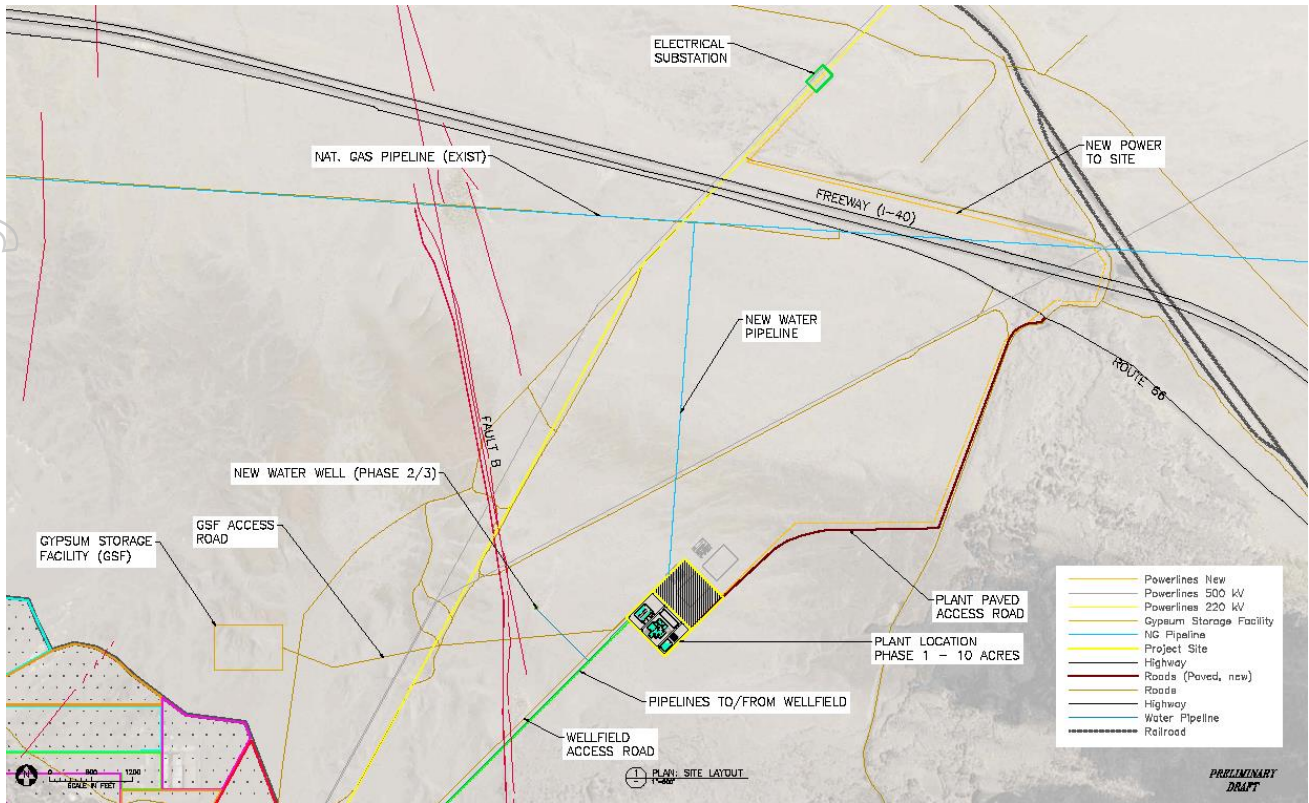 ELECTRICAL
SUBSTATION
NAT. GAS PIPELINE (EXIST)
NEW POWER
TO SITE
FREEWAY (I-40)
NEW WATER
PIPELINE
ROUTE 66
FAULT B
NEW WATER WELL (PHASE 2/3)
GSF ACCESS
ROAD
GYPSUM STORAGE
FACILITY (GSF)
PLANT PAVED
ACCESS ROAD
PLANT LOCATION
PHASE 1 - 10 ACRES
PIPELINES TO/FROM WELLFIELD
WELLFIELD
ACCESS ROAD
Powerlines New
Powerlines 500 kV
Powerlines 220 kV
Gypsum Storage Facility
NG Pipeline
Project Site
Highway
Roads (Paved, new)
Roads
Highway
Water Pipeline
Railroad
N
0 600 1200
SCALE IN FEET
1
PLAN: SITE LAYOUT
PRELIMINARY
DRAFT